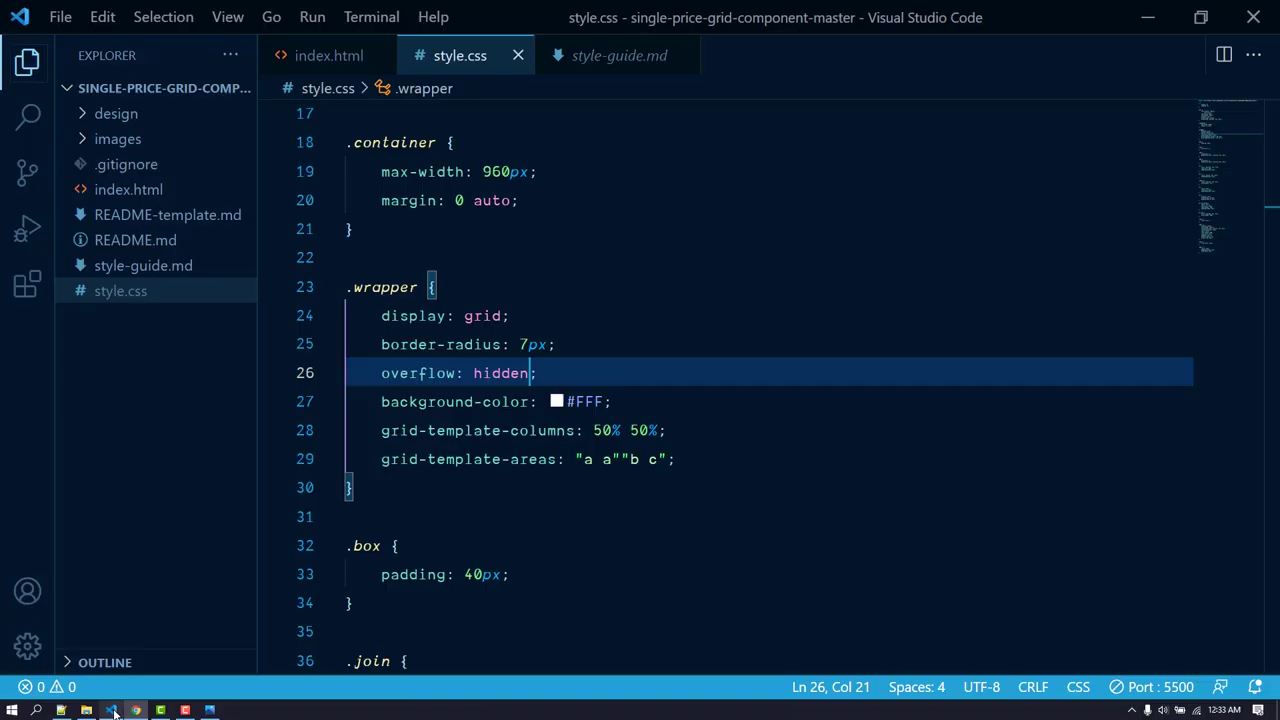 File Edit Selection View Go Run Terminal Help style.css - single-price-grid-component-master - Visual Studio Code
EXPLORER
SINGLE-PRICE-GRID-COMP...
design
images
.gitignore
index.html
README-template.md
README.md
style-guide.md
style.css
OUTLINE
index.html style.css style-guide.md
style.css .wrapper
17
18 .container {
19 max-width: 960px;
20 margin: 0 auto;
21 }
22
23 .wrapper {
24 display: grid;
25 border-radius: 7px;
26 overflow: hidden;
27 background-color: #FFF;
28 grid-template-columns: 50% 50%;
29 grid-template-areas: "a a""b c";
30 }
31
32 .box {
33 padding: 40px;
34 }
35
36 .join {
0 0 Ln 26, Col 21 Spaces: 4 UTF-8 CRLF CSS Port : 5500
12:33 AM